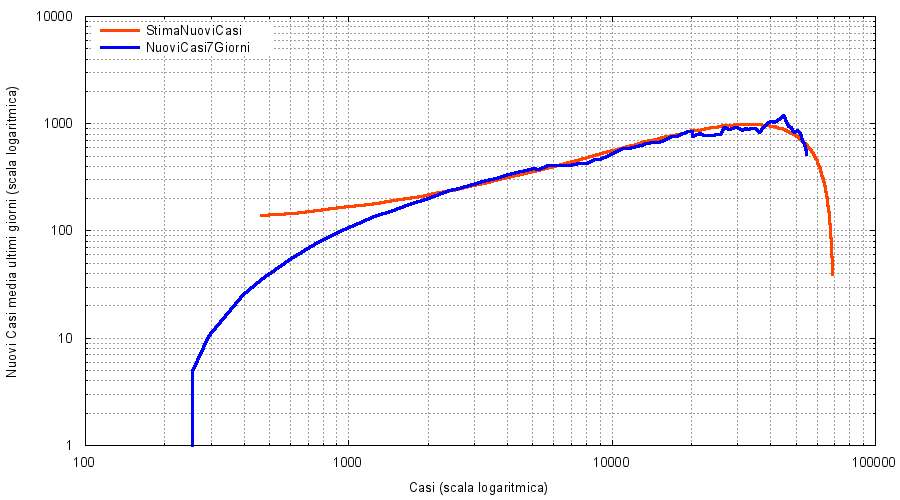 10000
1000
100
10
1
StimaNuoviCasi
NuoviCasi7Giorni
Nuovi Casi media ultimi giorni (scala logaritmica)
100 1000 10000 100000
Casi (scala logaritmica)